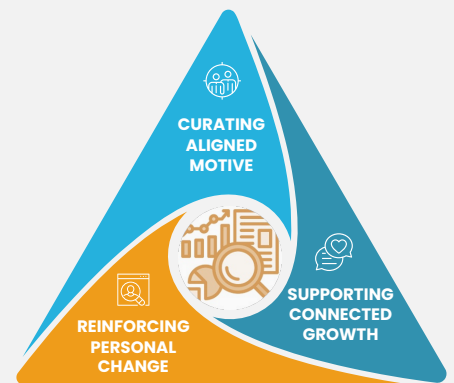 CURATING
ALIGNED
MOTIVE
SUPPORTING
CONNECTED
GROWTH
REINFORCING
PERSONAL
CHANGE